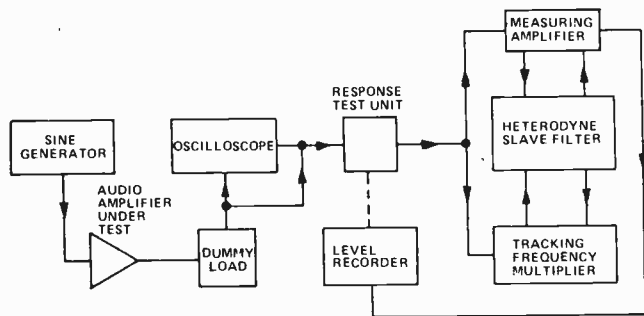 MEASURING
AMPLIFIER
RESPONSE
TEST UNIT
SINE
GENERATOR
OSCILLOSCOPE
HETERODYNE
SLAVE FILTER
AUDIO
AMPLIFIER
UNDER
TEST
DUMMY
LOAD
LEVEL
RECORDER
TRACKING
FREQUENCY
MULTIPLIER